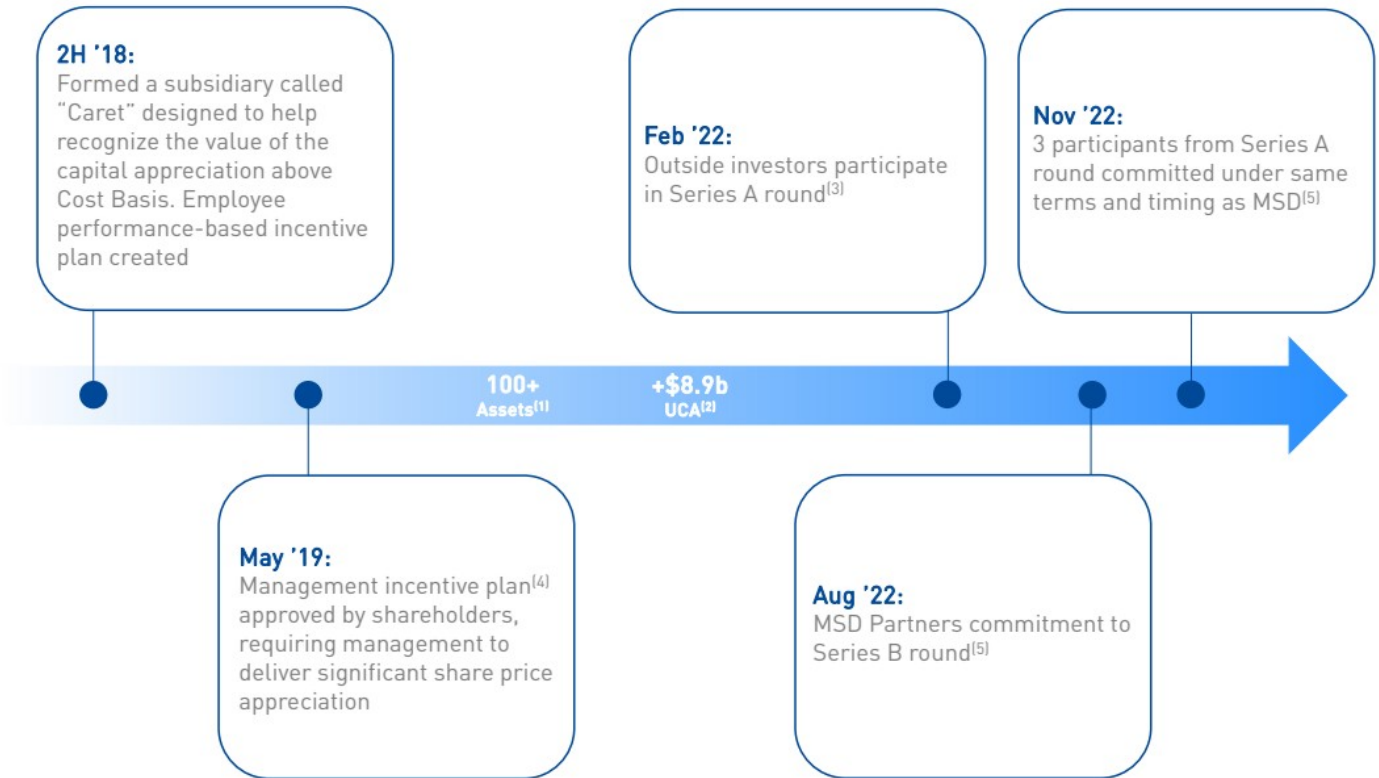 2H ’18:
Formed a subsidiary called
“Caret” designed to help
recognize the value of the
capital appreciation above
Cost Basis. Employee
performance-based incentive
plan created
Feb ’22:
Outside investors participate
in Series A round(3)
Nov ’22:
3 participants from Series A
round committed under same
terms and timing as MSD(5)
100+
Assets(1)
+$8.9b
UCA(2)
May ’19:
Management incentive plan(4)
approved by shareholders,
requiring management to
deliver significant share price
appreciation
Aug ’22:
MSD Partners commitment to
Series B round(5)